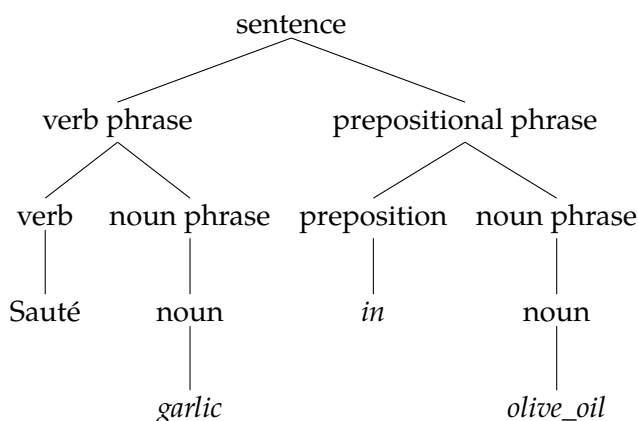 sentence
verb phrase prepositional phrase
verb noun phrase preposition noun phrase
Sauté noun in noun
garlic olive_oil